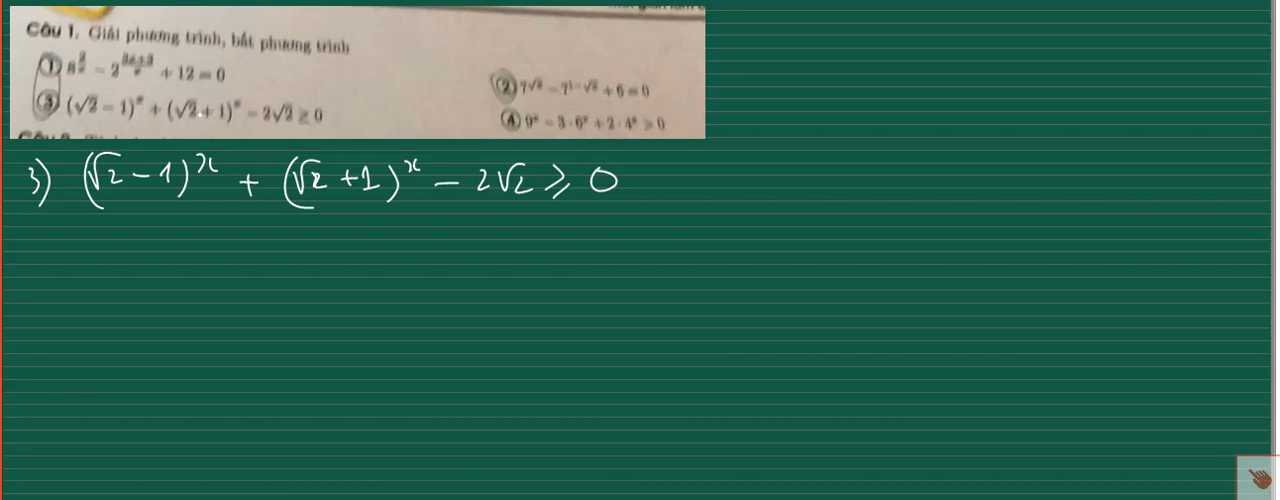 Câu 1. Giải phương trình, bất phương trình
① 8^{2/x} - 2^{(3x+3)/x} + 12 = 0
② 7^{√x} - 7^{1-√x} + 6 = 0
③ (√2 - 1)^x + (√2 + 1)^x - 2√2 ≥ 0
④ 9^x - 3 · 6^x + 2 · 4^x > 0
3) (√2 - 1)^x + (√2 + 1)^x - 2√2 ⩾ 0